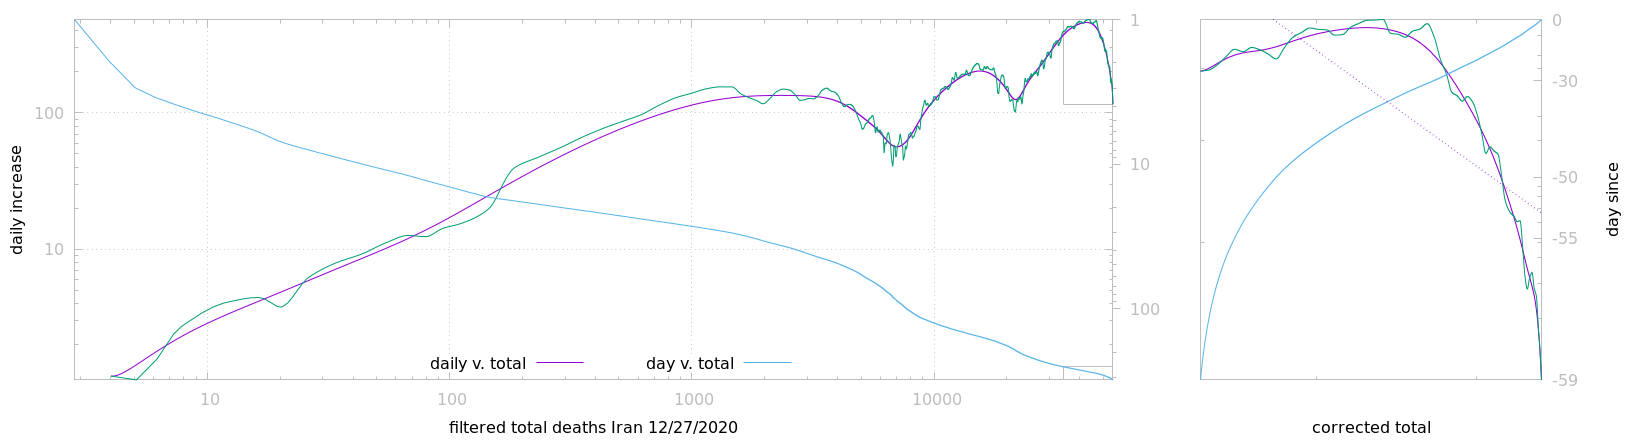 1
0
100
-30
10
daily increase
-50
day since
10
-55
100
daily v. total
day v. total
-59
10
100
1000
10000
filtered total deaths Iran 12/27/2020
corrected total